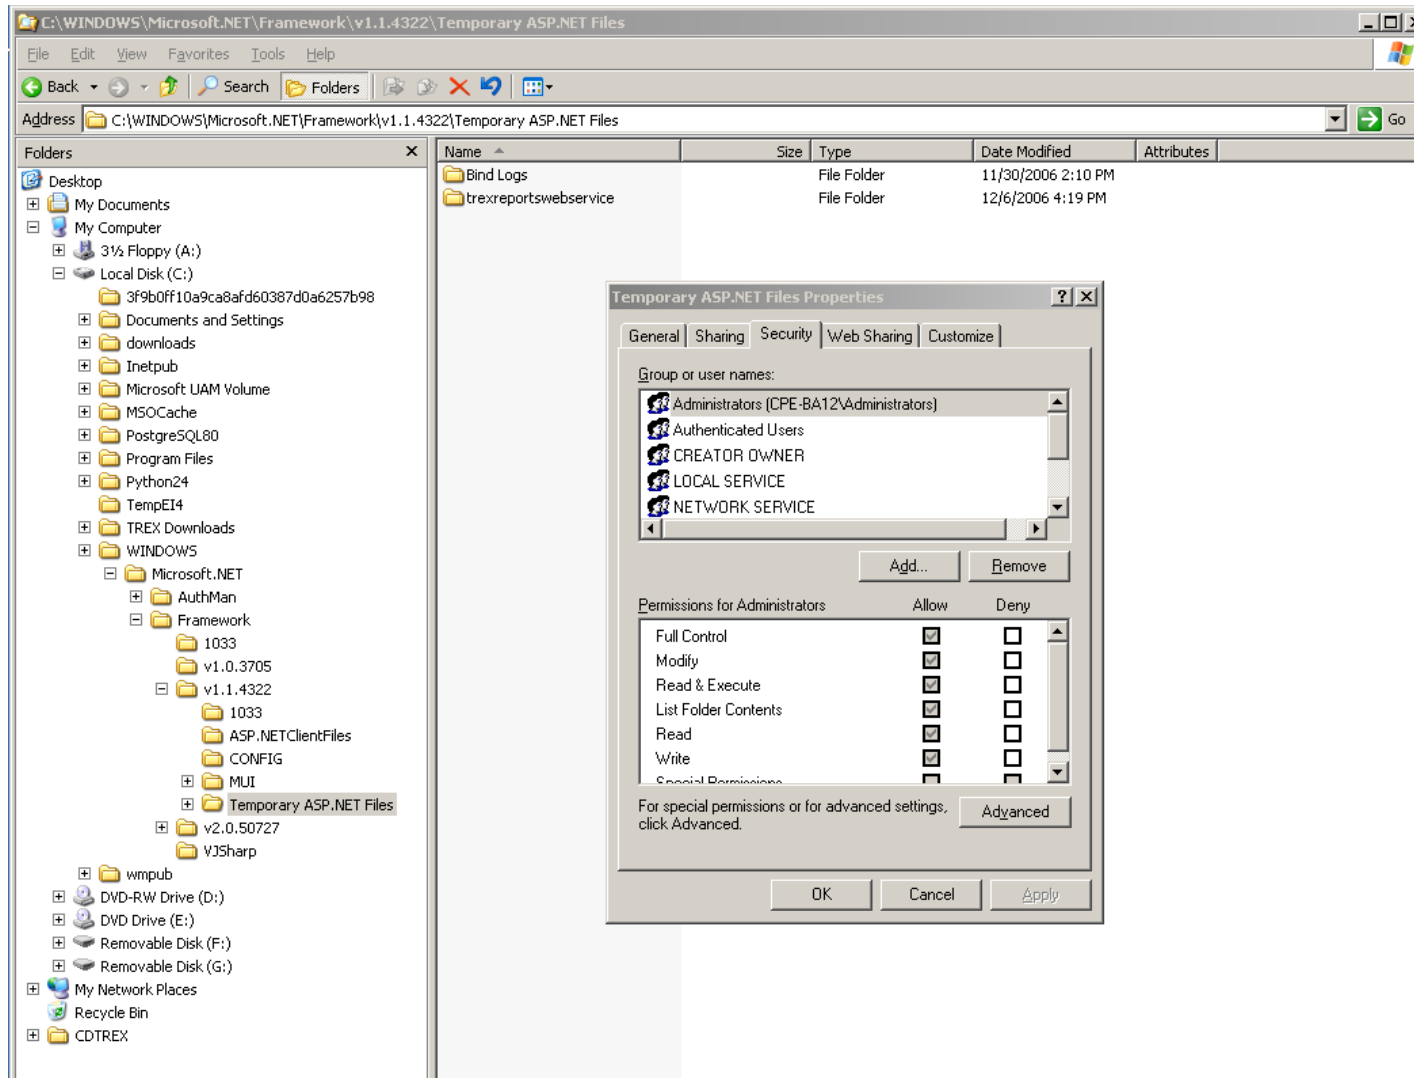 C:\WINDOWS\Microsoft.NET\Framework\v1.1.4322\Temporary ASP.NET Files
File Edit View Favorites Tools Help
Back Search Folders
Address C:\WINDOWS\Microsoft.NET\Framework\v1.1.4322\Temporary ASP.NET Files Go
Folders
Desktop
My Documents
My Computer
3½ Floppy (A:)
Local Disk (C:)
3f9b0ff10a9ca8afd60387d0a6257b98
Documents and Settings
downloads
Inetpub
Microsoft UAM Volume
MSOCache
PostgreSQL80
Program Files
Python24
TempEI4
TREX Downloads
WINDOWS
Microsoft.NET
AuthMan
Framework
1033
v1.0.3705
v1.1.4322
1033
ASP.NETClientFiles
CONFIG
MUI
Temporary ASP.NET Files
v2.0.50727
VJSharp
wmpub
DVD-RW Drive (D:)
DVD Drive (E:)
Removable Disk (F:)
Removable Disk (G:)
My Network Places
Recycle Bin
CDTREX
Name Size Type Date Modified Attributes
Bind Logs File Folder 11/30/2006 2:10 PM
trexreportswebservice File Folder 12/6/2006 4:19 PM
Temporary ASP.NET Files Properties
General Sharing Security Web Sharing Customize
Group or user names:
Administrators (CPE-BA12\Administrators)
Authenticated Users
CREATOR OWNER
LOCAL SERVICE
NETWORK SERVICE
Add... Remove
Permissions for Administrators Allow Deny
Full Control
Modify
Read & Execute
List Folder Contents
Read
Write
Special Permissions
For special permissions or for advanced settings,
click Advanced.
Advanced
OK Cancel Apply